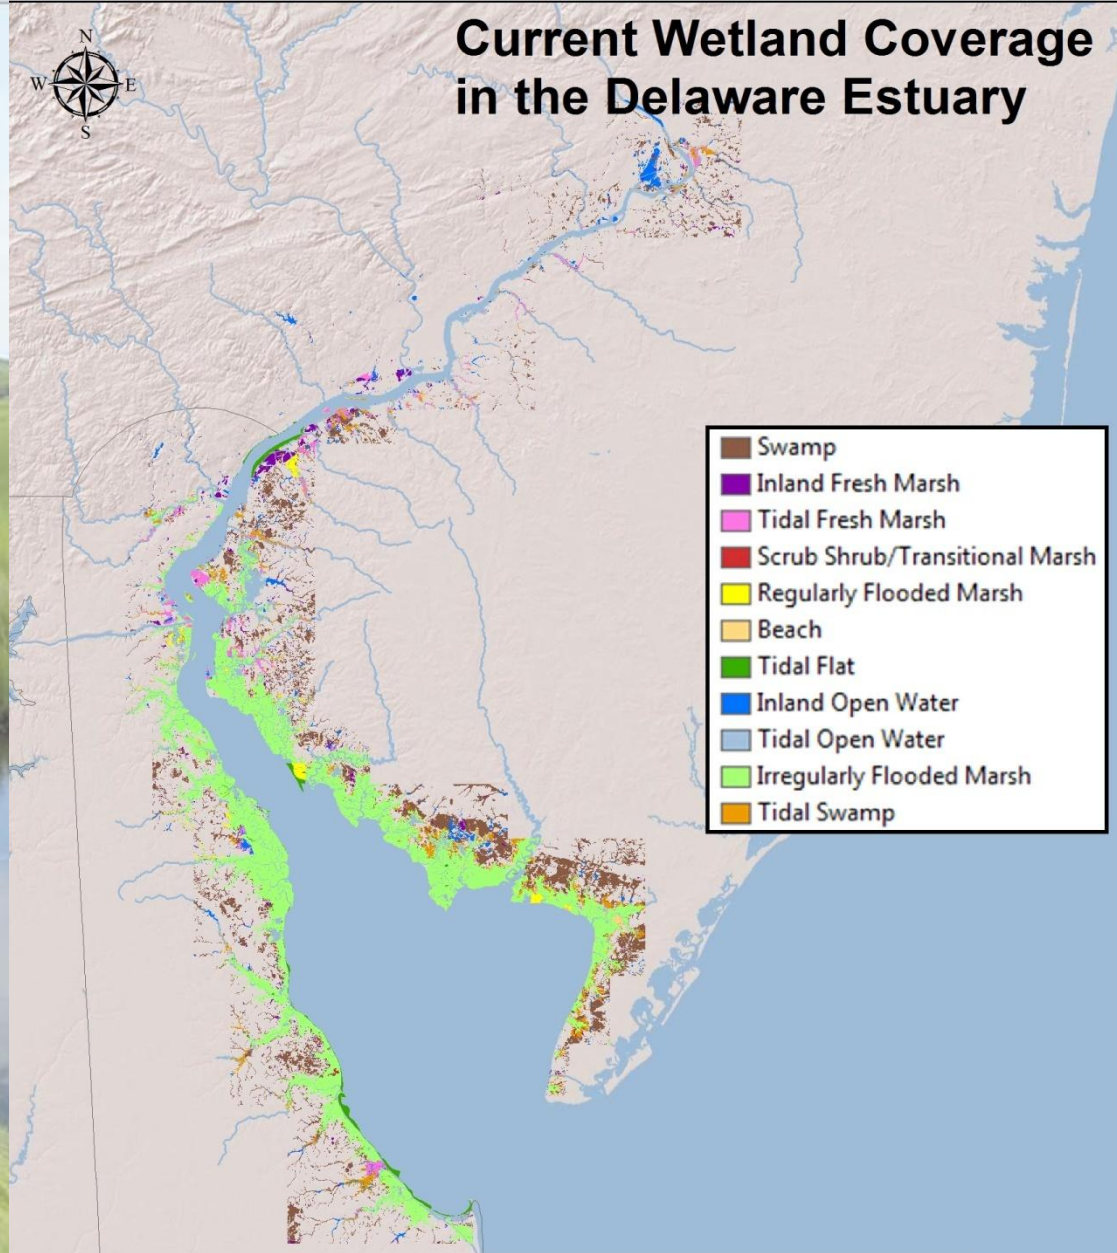 Current Wetland Coverage
in the Delaware Estuary
N
W E
S
Swamp
Inland Fresh Marsh
Tidal Fresh Marsh
Scrub Shrub/Transitional Marsh
Regularly Flooded Marsh
Beach
Tidal Flat
Inland Open Water
Tidal Open Water
Irregularly Flooded Marsh
Tidal Swamp